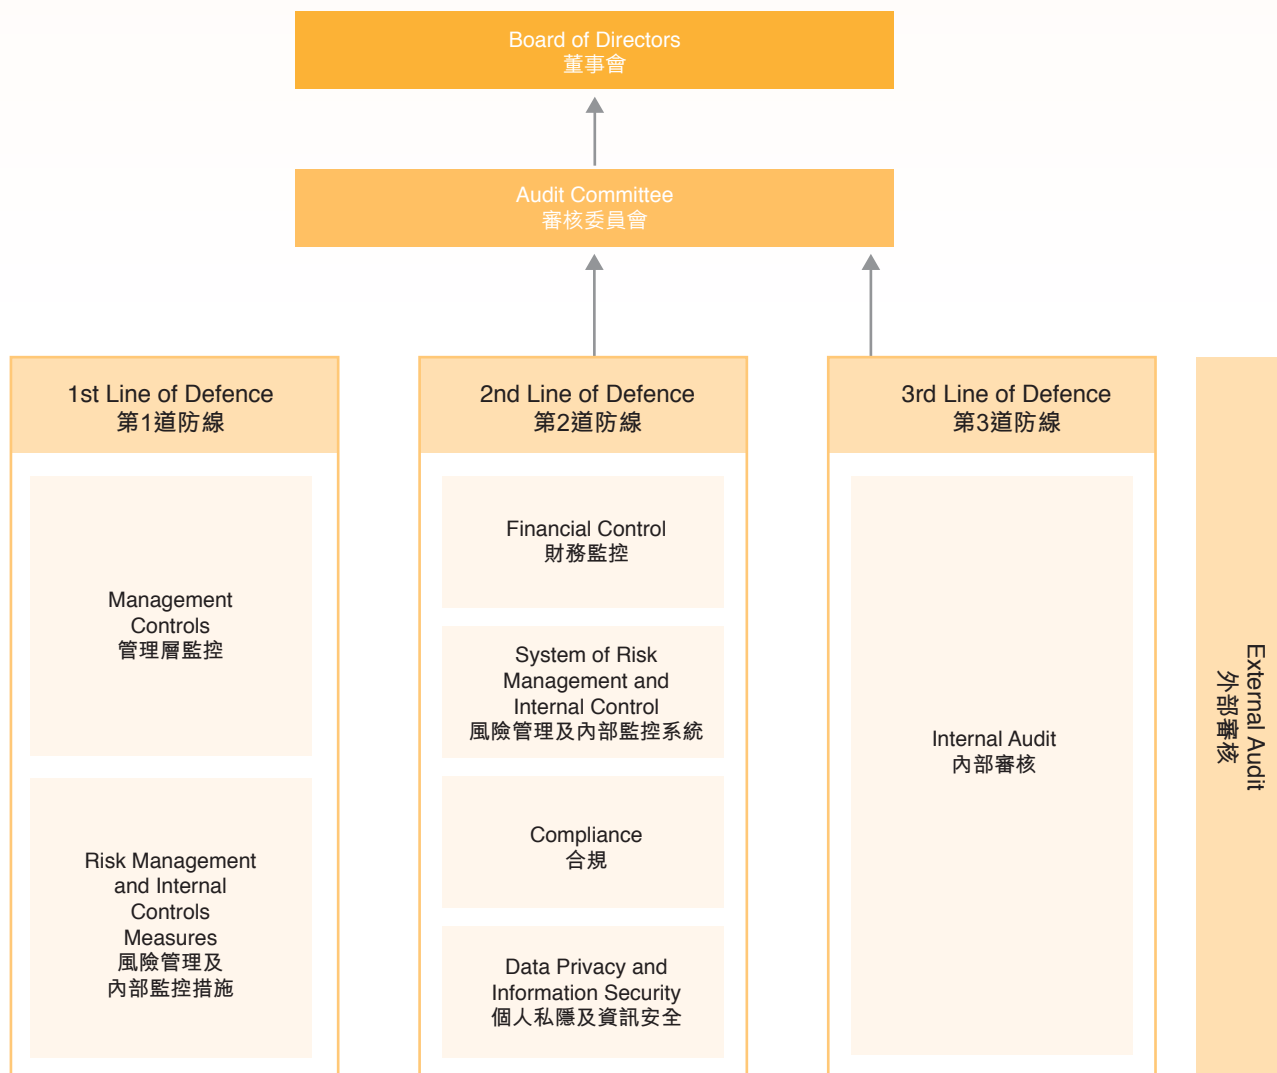 Board of Directors
董事會
Audit Committee
審核委員會
1st Line of Defence
第1道防線
Management
Controls
管理層監控
Risk Management
and Internal
Controls
Measures
風險管理及
內部監控措施
2nd Line of Defence
第2道防線
Financial Control
財務監控
System of Risk
Management and
Internal Control
風險管理及內部監控系統
Compliance
合規
Data Privacy and
Information Security
個人私隱及資訊安全
3rd Line of Defence
第3道防線
Internal Audit
內部審核
External Audit
外部審核